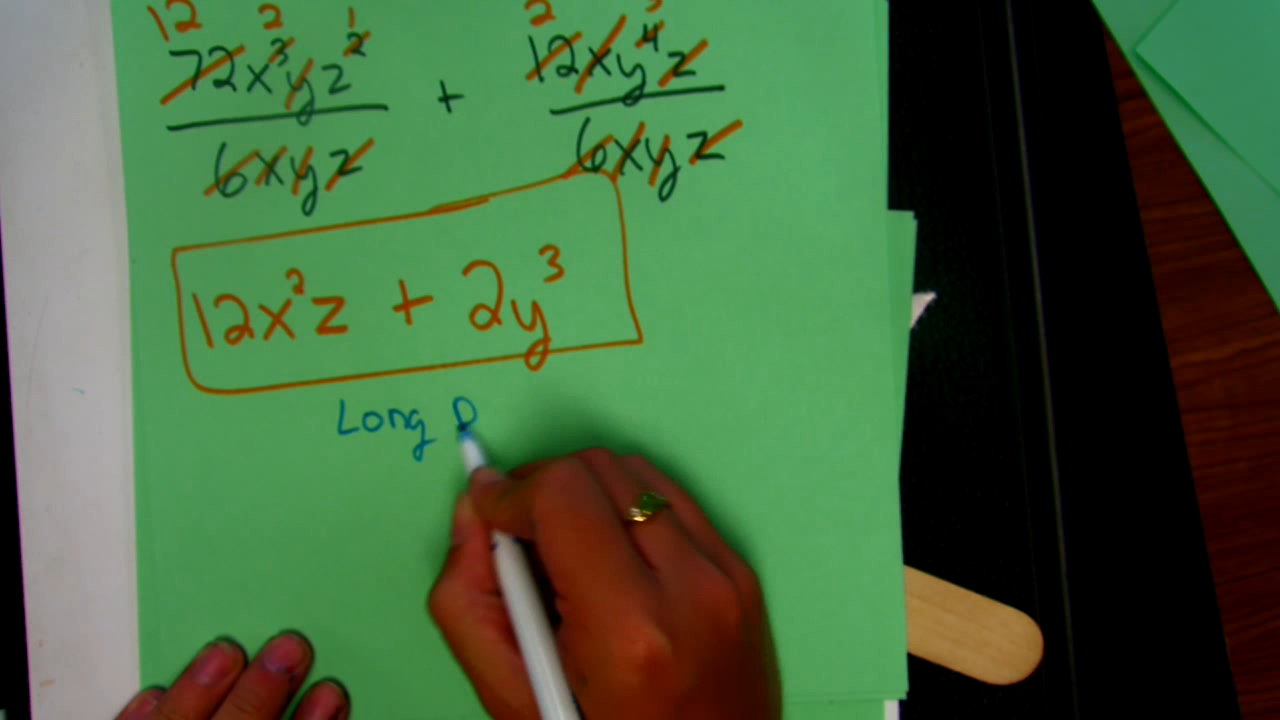 12 2 1 2 3
72x³yz² + 12xy⁴z
6xyz 6xyz
12x²z + 2y³
Long D